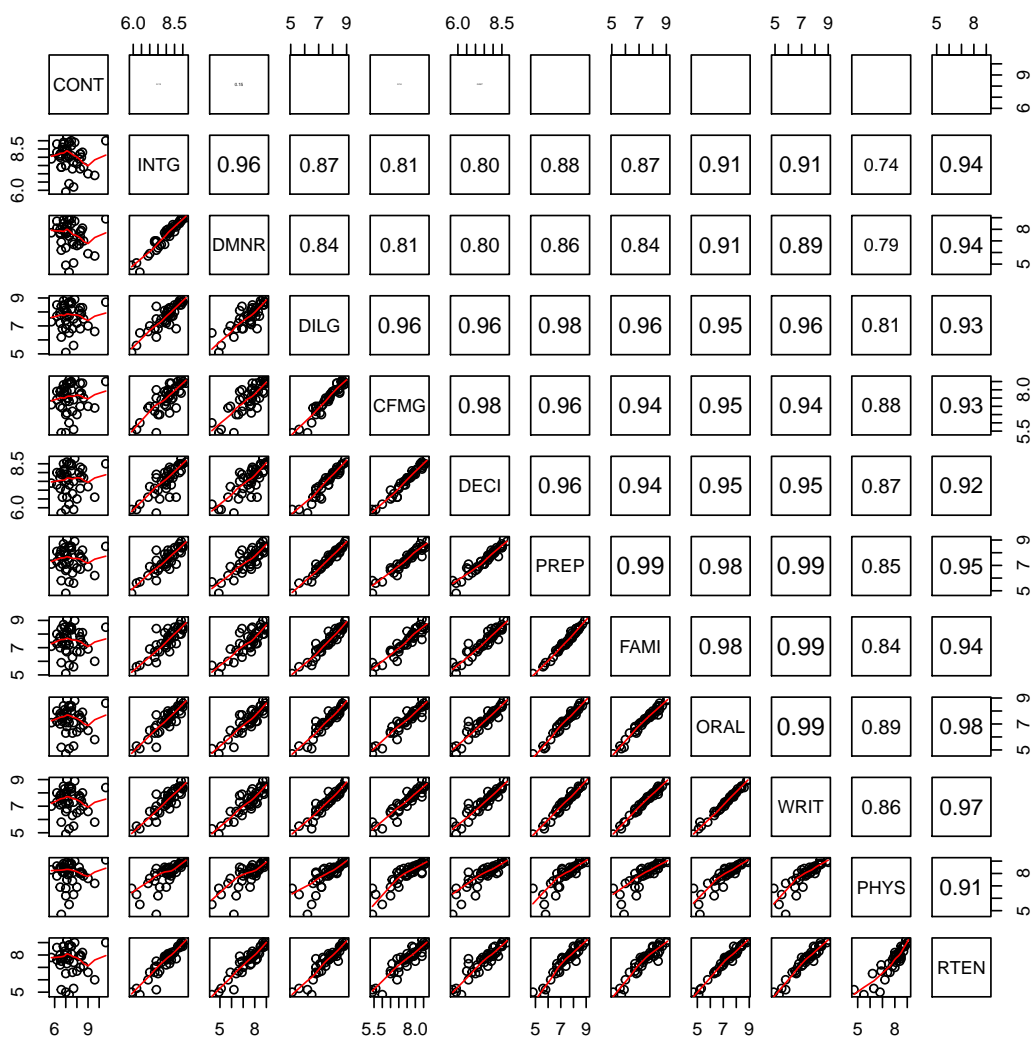 6.0 8.5 5 7 9 6.0 8.5 5 7 9 5 7 9 5 8
CONT 0.15 6 9
6.0 8.5 INTG 0.96 0.87 0.81 0.80 0.88 0.87 0.91 0.91 0.74 0.94
DMNR 0.84 0.81 0.80 0.86 0.84 0.91 0.89 0.79 0.94 5 8
5 7 9 DILG 0.96 0.96 0.98 0.96 0.95 0.96 0.81 0.93
CFMG 0.98 0.96 0.94 0.95 0.94 0.88 0.93 5.5 8.0
6.0 8.5 DECI 0.96 0.94 0.95 0.95 0.87 0.92
PREP 0.99 0.98 0.99 0.85 0.95 5 7 9
5 7 9 FAMI 0.98 0.99 0.84 0.94
ORAL 0.99 0.89 0.98 5 7 9
5 7 9 WRIT 0.86 0.97
PHYS 0.91 5 8
5 8 RTEN
6 9 5 8 5.5 8.0 5 7 9 5 7 9 5 8